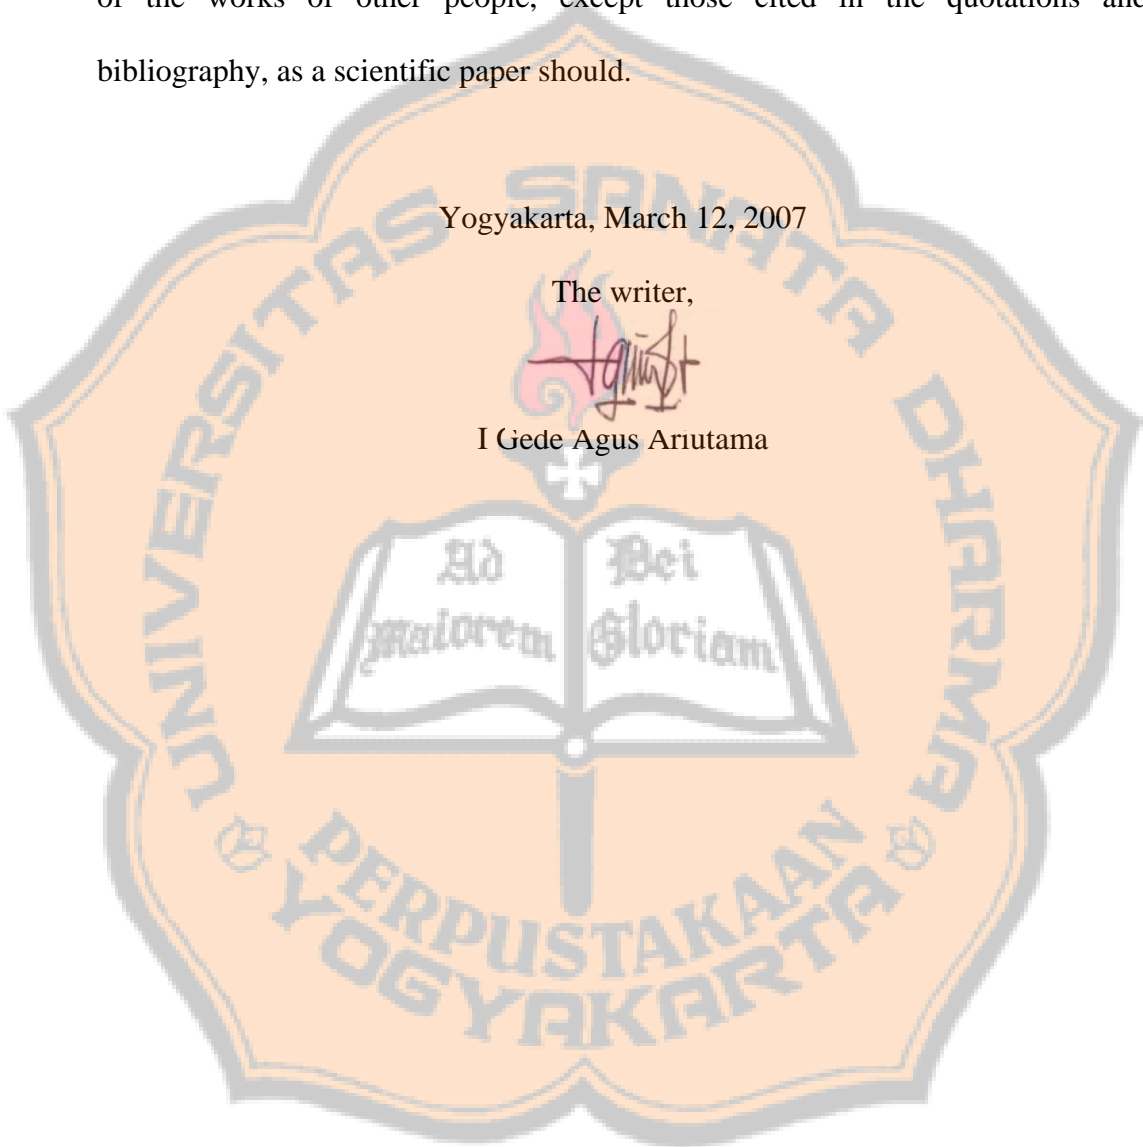 of the works of other people, except those cited in the quotations and
bibliography, as a scientific paper should.
Yogyakarta, March 12, 2007
The writer,
I Gede Agus Ariutama
UNIVERSITAS SANATA DHARMA
Ad
maiorem
Dei
Gloriam
PERPUSTAKAAN
YOGYAKARTA